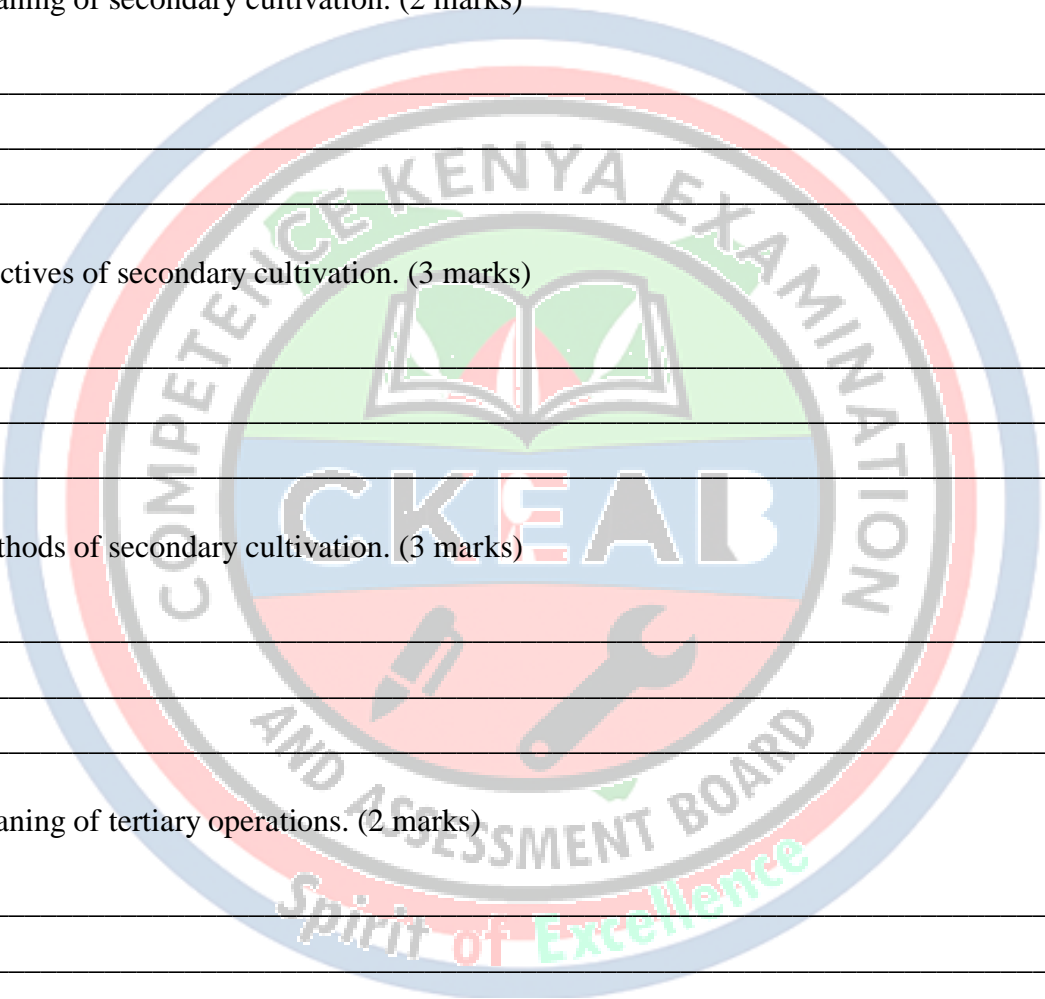 aning of secondary cultivation. (2 marks)
COMPETENCE KENYA EXAMINATION
ctives of secondary cultivation. (3 marks)
CKEAB
thods of secondary cultivation. (3 marks)
AND ASSESSMENT BOARD
aning of tertiary operations. (2 marks)
Spirit of Excellence